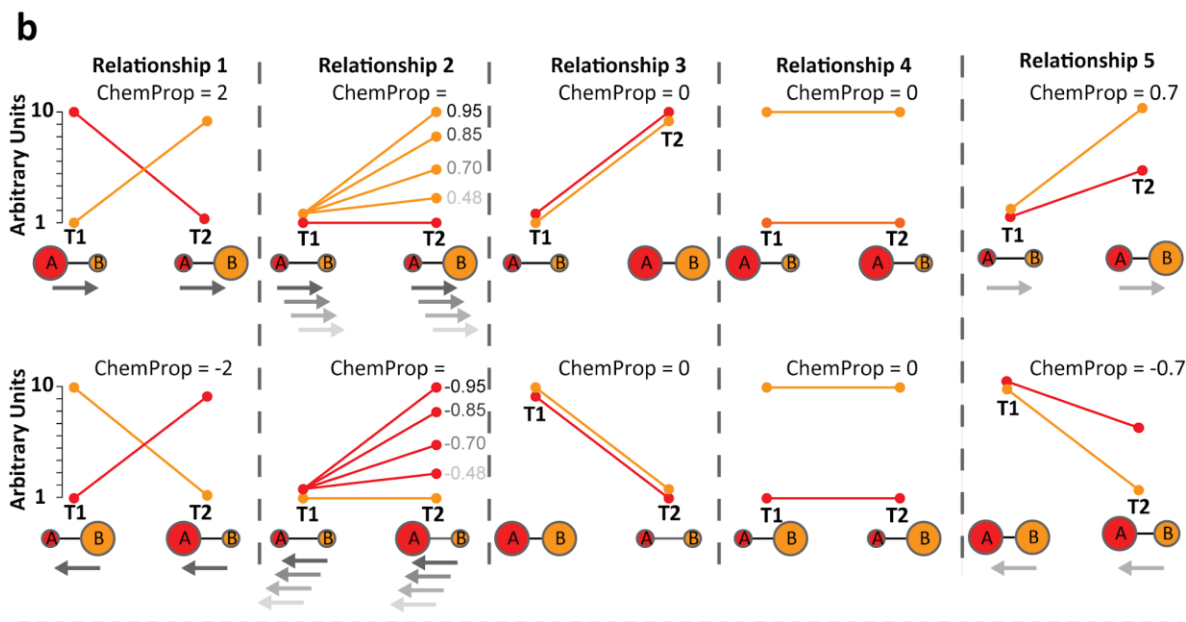 b
Relationship 1
ChemProp = 2
Arbitrary Units
10
1
T1
T2
A B
A B
Relationship 2
ChemProp =
0.95
0.85
0.70
0.48
T1
T2
A B
A B
Relationship 3
ChemProp = 0
T2
T1
A B
A B
Relationship 4
ChemProp = 0
T1
T2
A B
A B
Relationship 5
ChemProp = 0.7
T2
T1
A B
A B
ChemProp = -2
Arbitrary Units
10
1
T1
T2
A B
A B
ChemProp =
-0.95
-0.85
-0.70
-0.48
T1
T2
A B
A B
ChemProp = 0
T1
T2
A B
A B
ChemProp = 0
T1
T2
A B
A B
ChemProp = -0.7
T1
T2
A B
A B